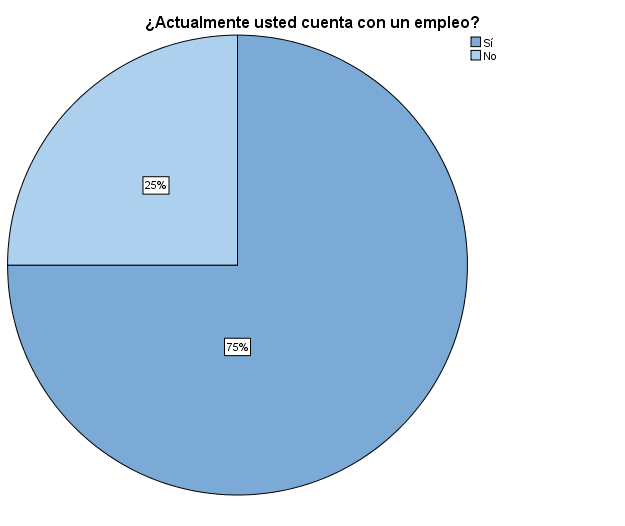 ¿Actualmente usted cuenta con un empleo?
Sí
No
25%
75%